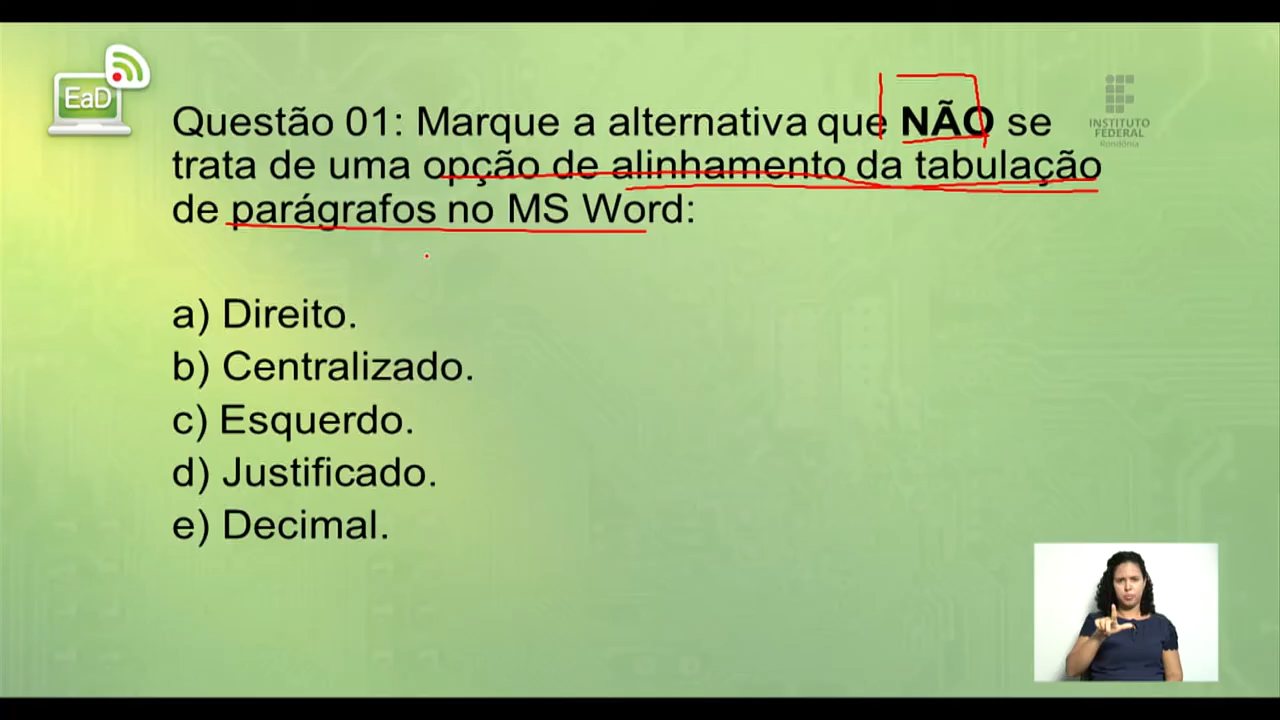 EaD
Questão 01: Marque a alternativa que NÃO se
trata de uma opção de alinhamento da tabulação
de parágrafos no MS Word:
INSTITUTO
FEDERAL
Rondônia
a) Direito.
b) Centralizado.
c) Esquerdo.
d) Justificado.
e) Decimal.